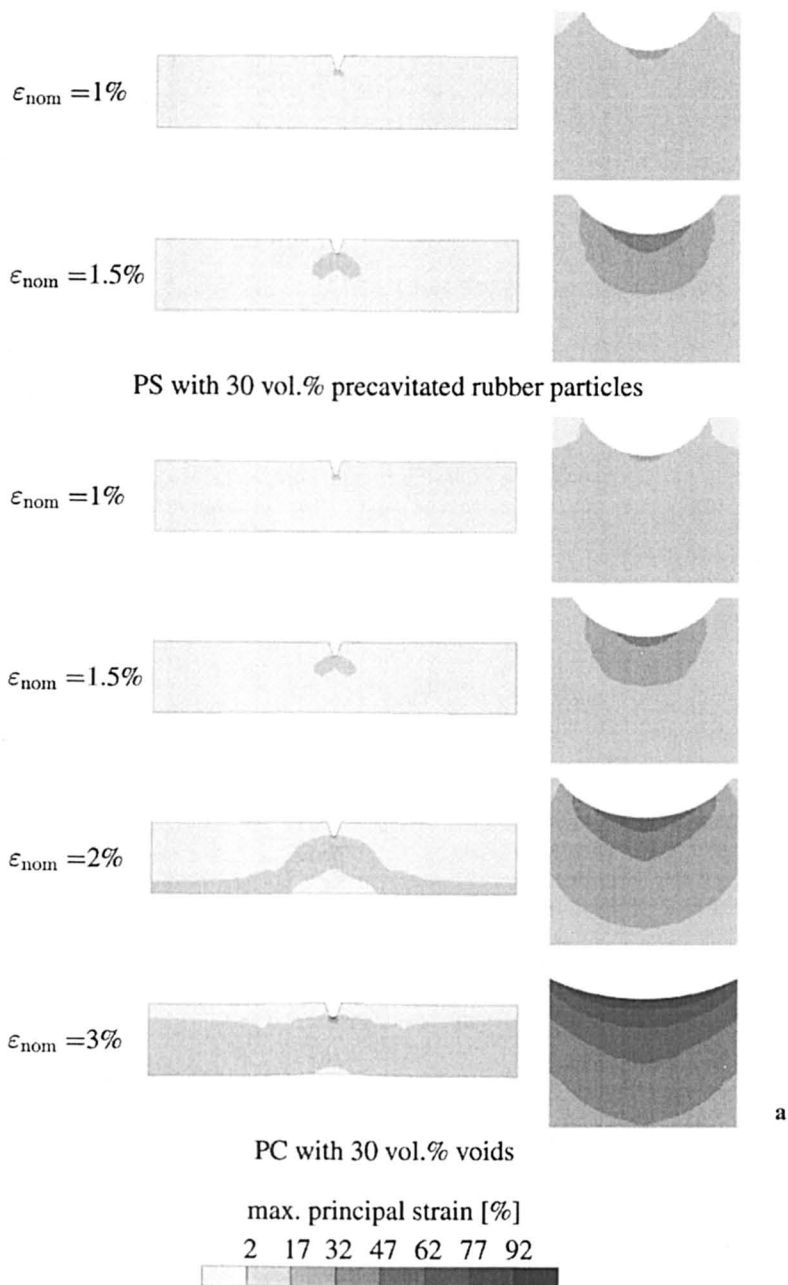 ε_nom = 1%
ε_nom = 1.5%
PS with 30 vol.% precavitated rubber particles
ε_nom = 1%
ε_nom = 1.5%
ε_nom = 2%
ε_nom = 3%
a
PC with 30 vol.% voids
max. principal strain [%]
2 17 32 47 62 77 92